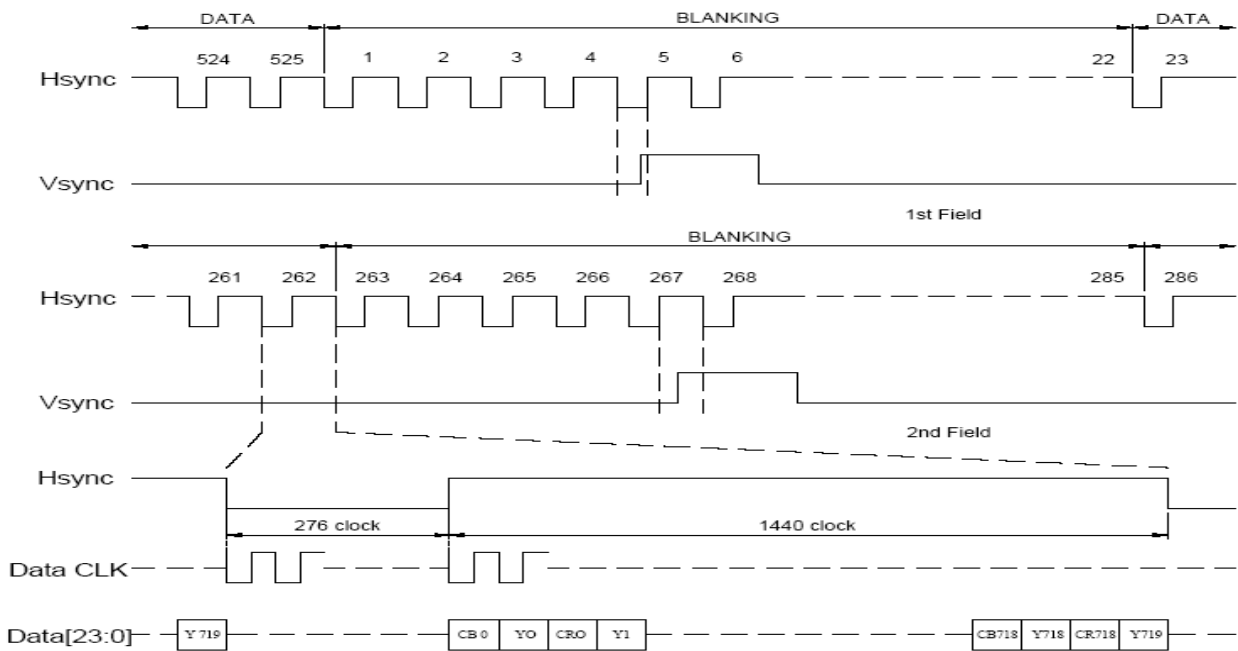 DATA BLANKING DATA
524 525 1 2 3 4 5 6 22 23
Hsync
Vsync
1st Field
BLANKING
261 262 263 264 265 266 267 268 285 286
Hsync
Vsync
2nd Field
Hsync
276 clock 1440 clock
Data CLK
Data[23:0] Y719 CB0 YO CRO Y1 CB718 Y718 CR718 Y719